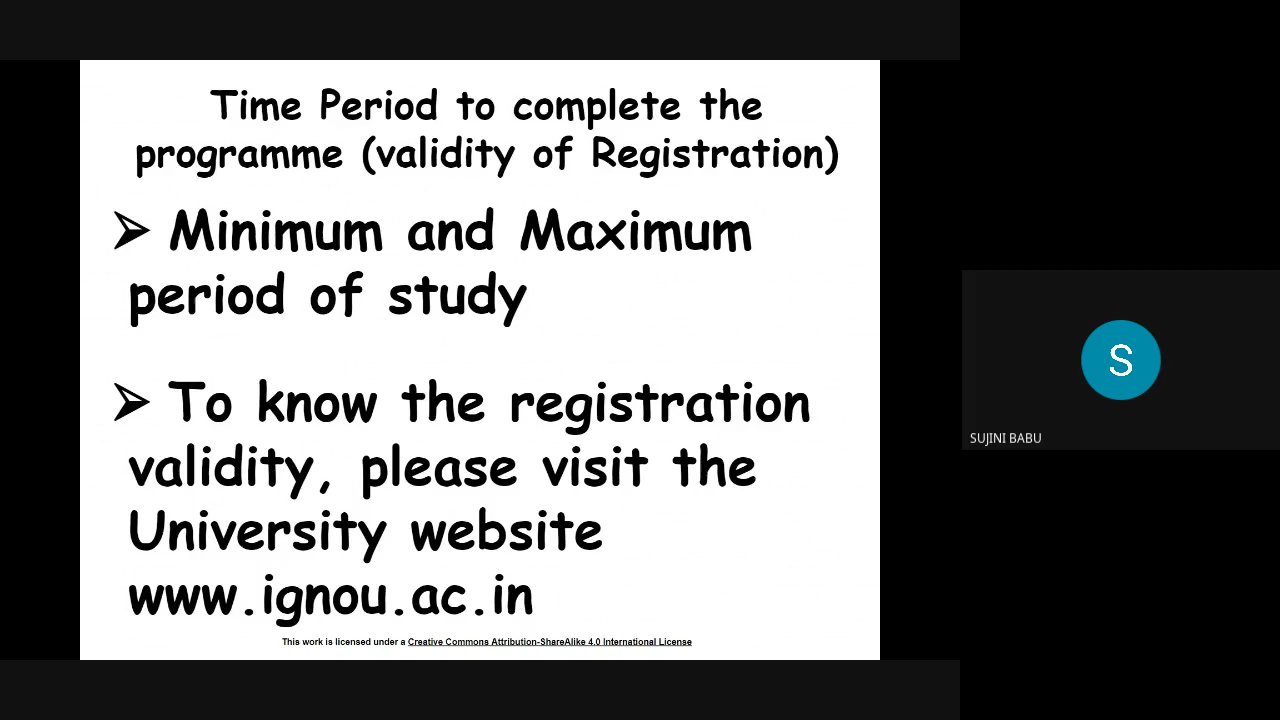 Time Period to complete the
programme (validity of Registration)
➢ Minimum and Maximum
period of study
➢ To know the registration
validity, please visit the
University website
www.ignou.ac.in
This work is licensed under a Creative Commons Attribution-ShareAlike 4.0 International License
S
SUJINI BABU